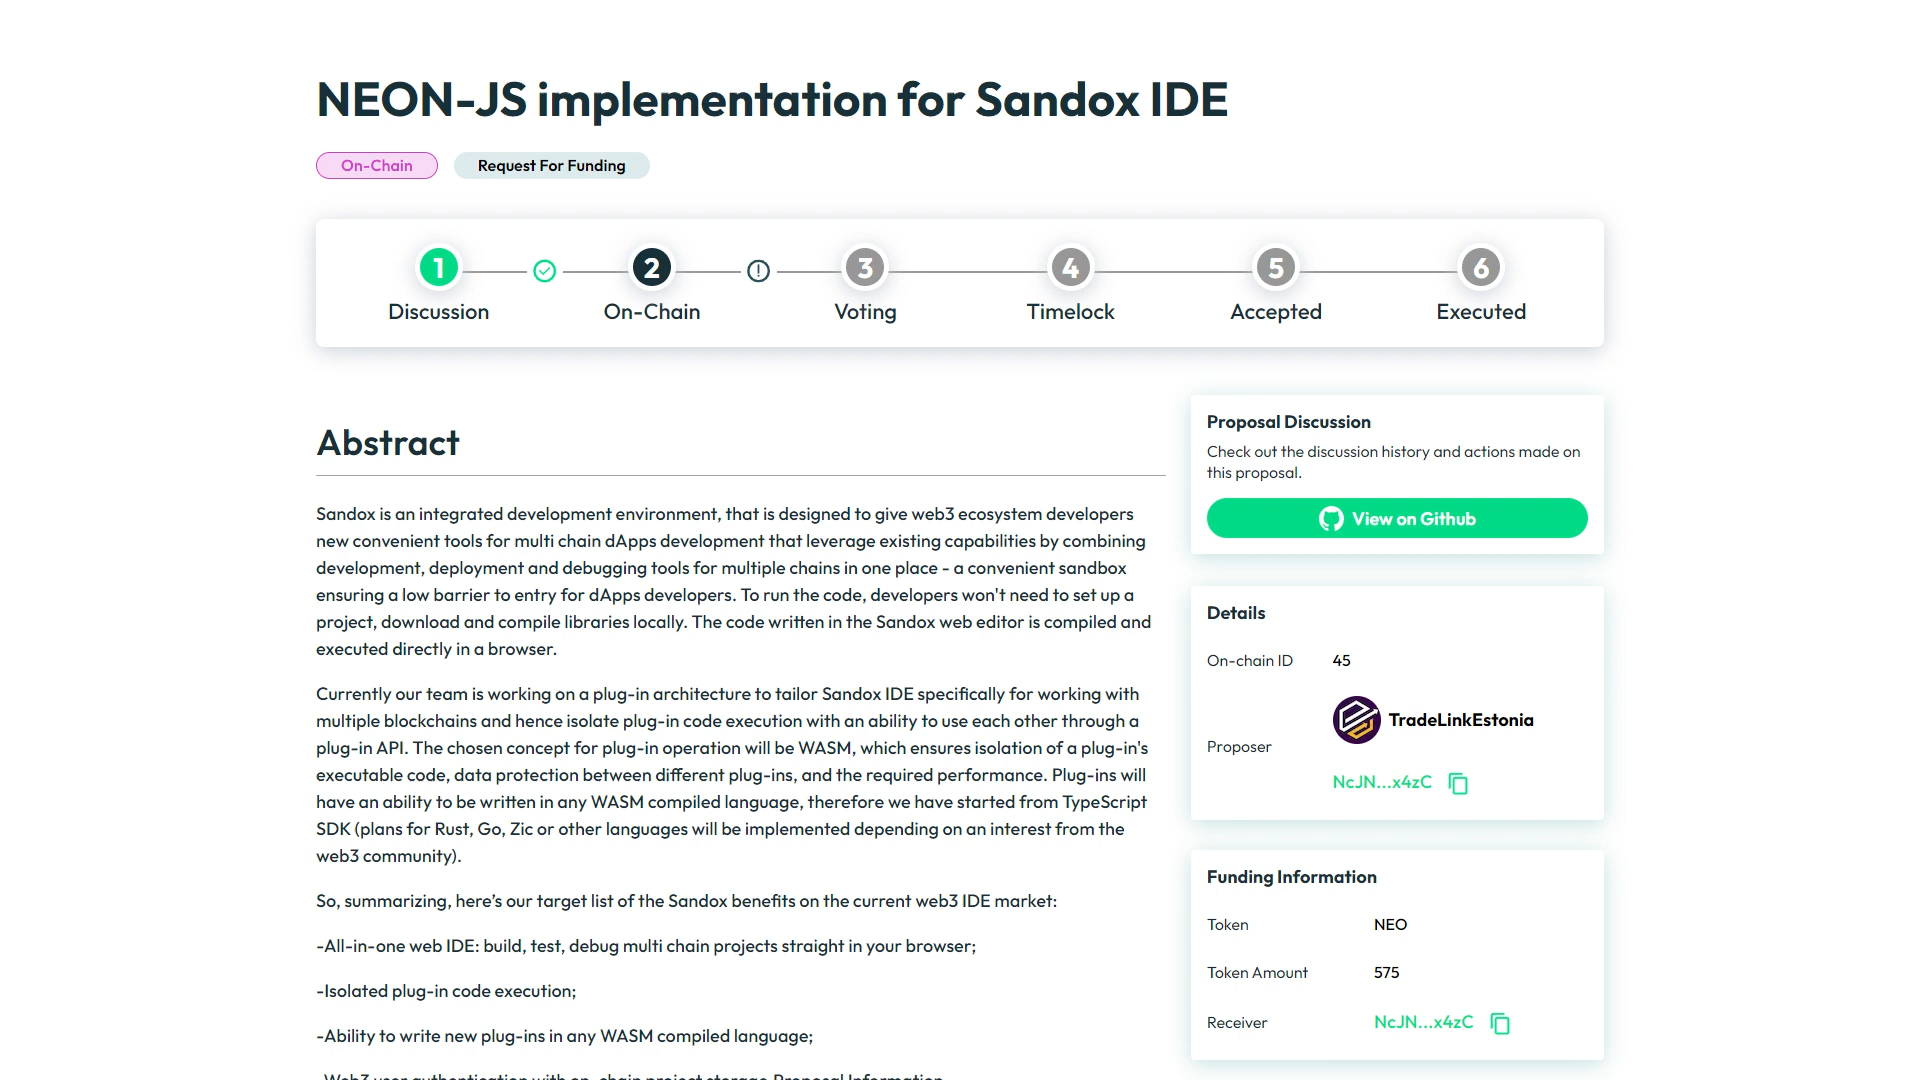 NEON-JS implementation for Sandox IDE
On-Chain
Request For Funding
1
2
3
4
5
6
Discussion
On-Chain
Voting
Timelock
Accepted
Executed
Abstract
Sandox is an integrated development environment, that is designed to give web3 ecosystem developers
new convenient tools for multi chain dApps development that leverage existing capabilities by combining
development, deployment and debugging tools for multiple chains in one place - a convenient sandbox
ensuring a low barrier to entry for dApps developers. To run the code, developers won't need to set up a
project, download and compile libraries locally. The code written in the Sandox web editor is compiled and
executed directly in a browser.
Currently our team is working on a plug-in architecture to tailor Sandox IDE specifically for working with
multiple blockchains and hence isolate plug-in code execution with an ability to use each other through a
plug-in API. The chosen concept for plug-in operation will be WASM, which ensures isolation of a plug-in's
executable code, data protection between different plug-ins, and the required performance. Plug-ins will
have an ability to be written in any WASM compiled language, therefore we have started from TypeScript
SDK (plans for Rust, Go, Zic or other languages will be implemented depending on an interest from the
web3 community).
So, summarizing, here’s our target list of the Sandox benefits on the current web3 IDE market:
-All-in-one web IDE: build, test, debug multi chain projects straight in your browser;
-Isolated plug-in code execution;
-Ability to write new plug-ins in any WASM compiled language;
-Web3 user authentication with on-chain project storage.Proposal Information
Proposal Discussion
Check out the discussion history and actions made on
this proposal.
View on Github
Details
On-chain ID
45
Proposer
TradeLinkEstonia
NcJN...x4zC
Funding Information
Token
NEO
Token Amount
575
Receiver
NcJN...x4zC